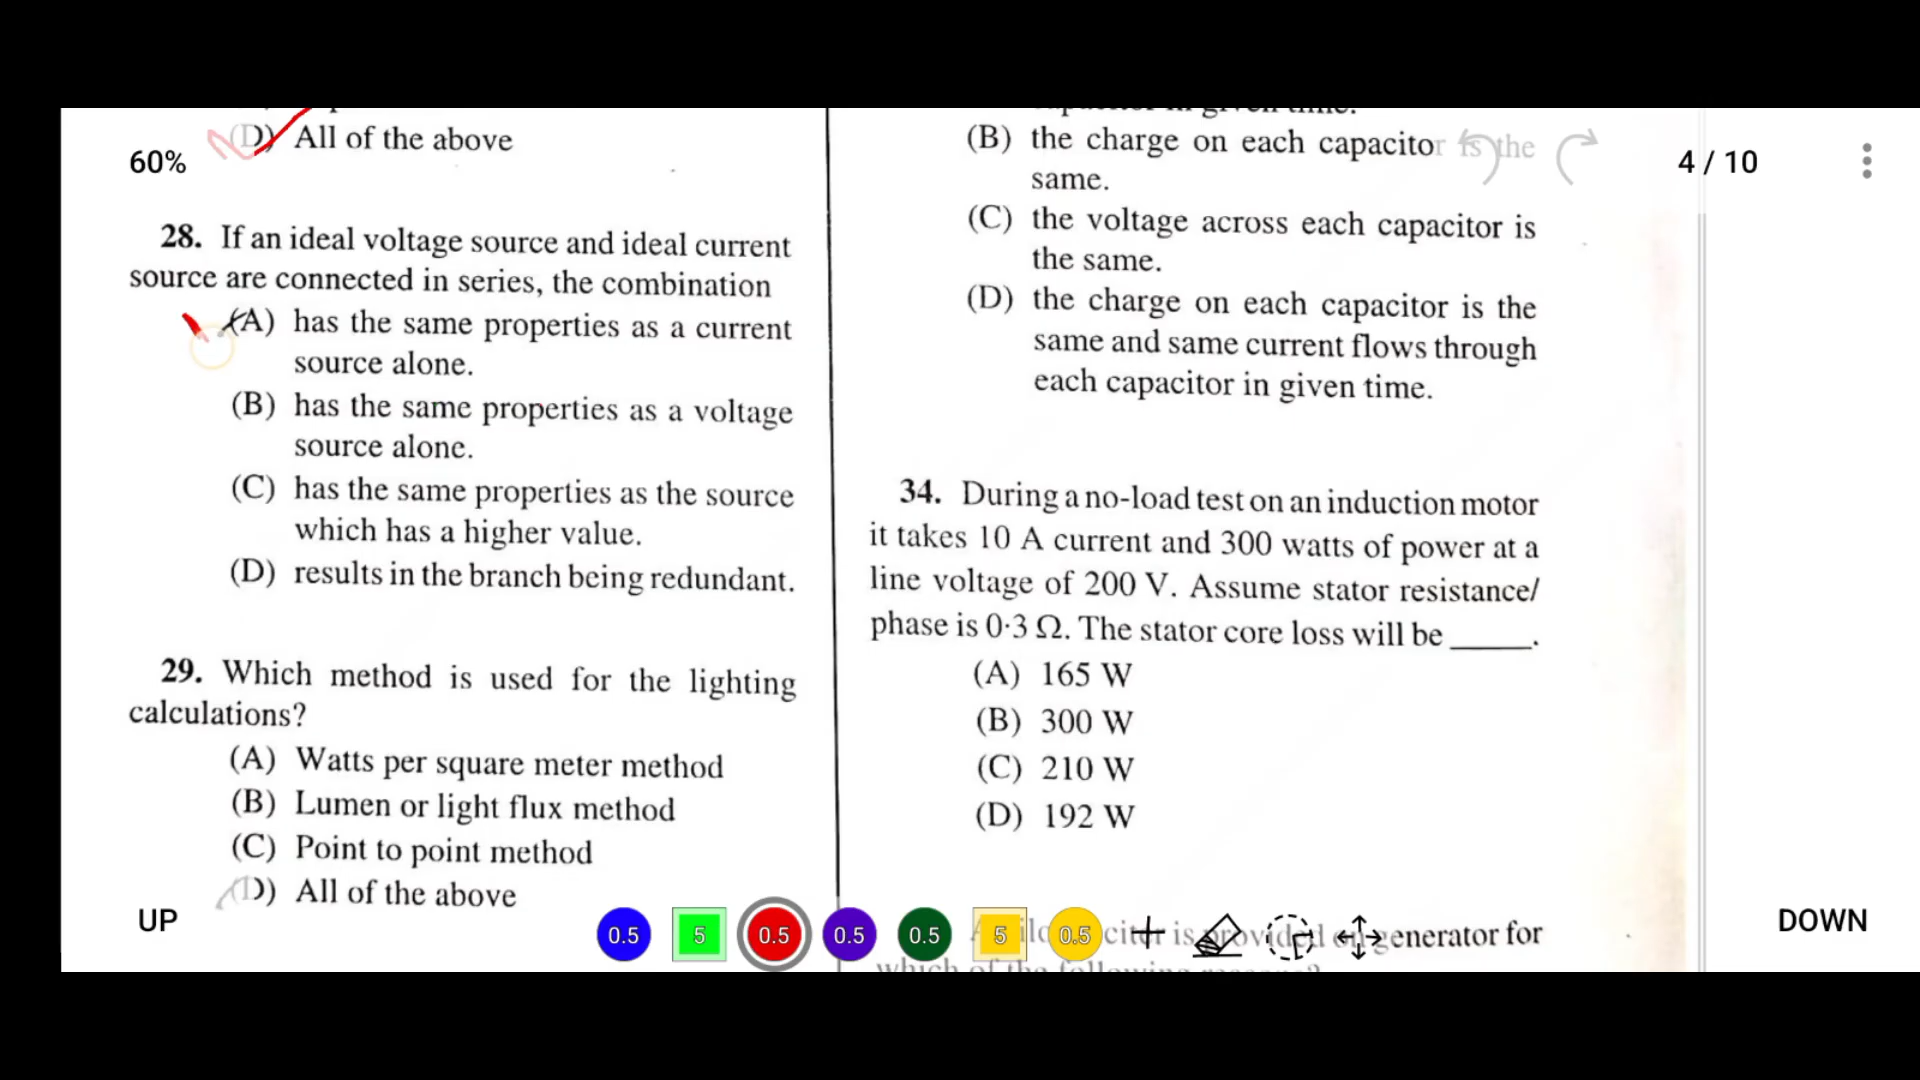 (D) All of the above
60%
28. If an ideal voltage source and ideal current
source are connected in series, the combination
(A) has the same properties as a current
source alone.
(B) has the same properties as a voltage
source alone.
(C) has the same properties as the source
which has a higher value.
(D) results in the branch being redundant.
29. Which method is used for the lighting
calculations?
(A) Watts per square meter method
(B) Lumen or light flux method
(C) Point to point method
(D) All of the above
UP
(B) the charge on each capacitor is the
same.
(C) the voltage across each capacitor is
the same.
(D) the charge on each capacitor is the
same and same current flows through
each capacitor in given time.
34. During a no-load test on an induction motor
it takes 10 A current and 300 watts of power at a
line voltage of 200 V. Assume stator resistance/
phase is 0·3 Ω. The stator core loss will be _____.
(A) 165 W
(B) 300 W
(C) 210 W
(D) 192 W
generator for
4 / 10
DOWN
0.5 5 0.5 0.5 0.5 5 0.5